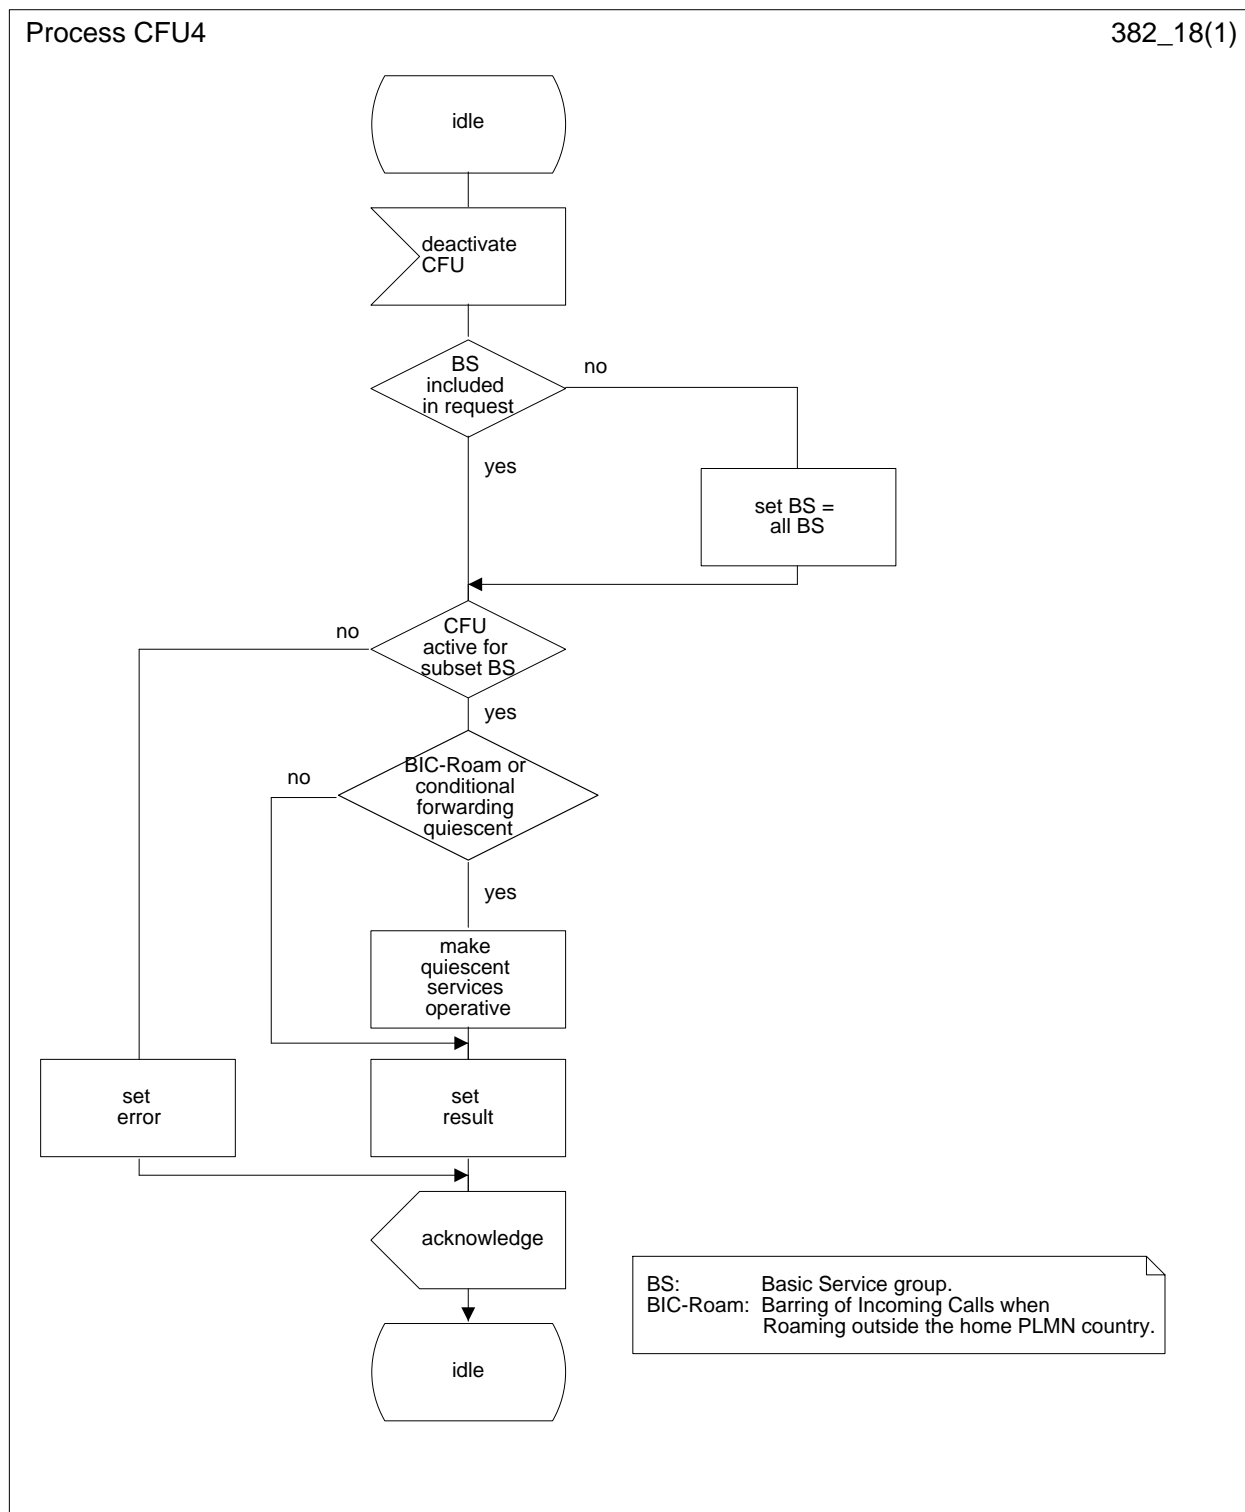 Process CFU4
382_18(1)
idle
deactivate
CFU
BS
included
in request
no
yes
set BS =
all BS
no
CFU
active for
subset BS
yes
no
BIC-Roam or
conditional
forwarding
quiescent
yes
make
quiescent
services
operative
set
error
set
result
acknowledge
BS: Basic Service group.
BIC-Roam: Barring of Incoming Calls when
Roaming outside the home PLMN country.
idle